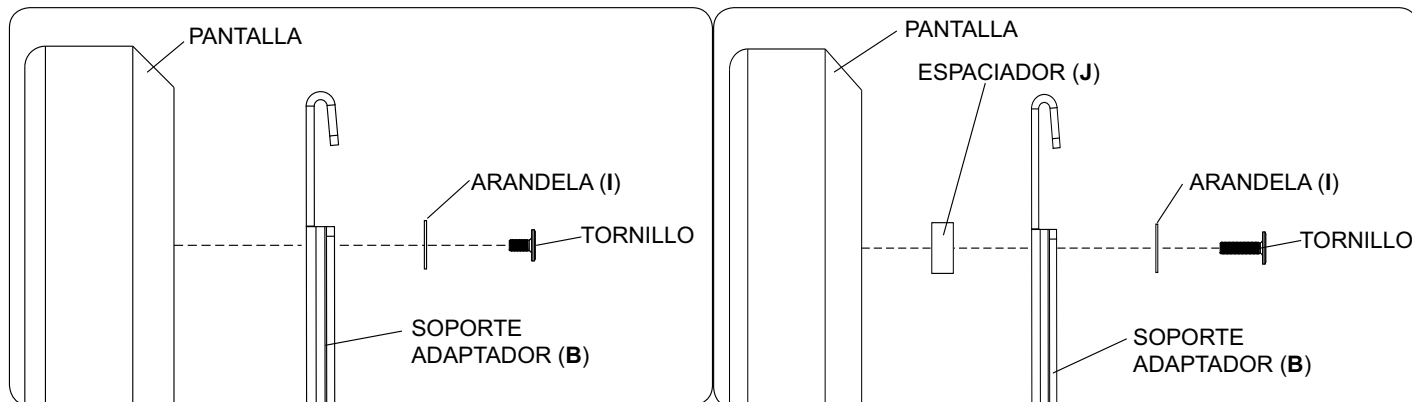 PANTALLA
ARANDELA (I)
TORNILLO
SOPORTE
ADAPTADOR (B)
PANTALLA
ESPACIADOR (J)
ARANDELA (I)
TORNILLO
SOPORTE
ADAPTADOR (B)